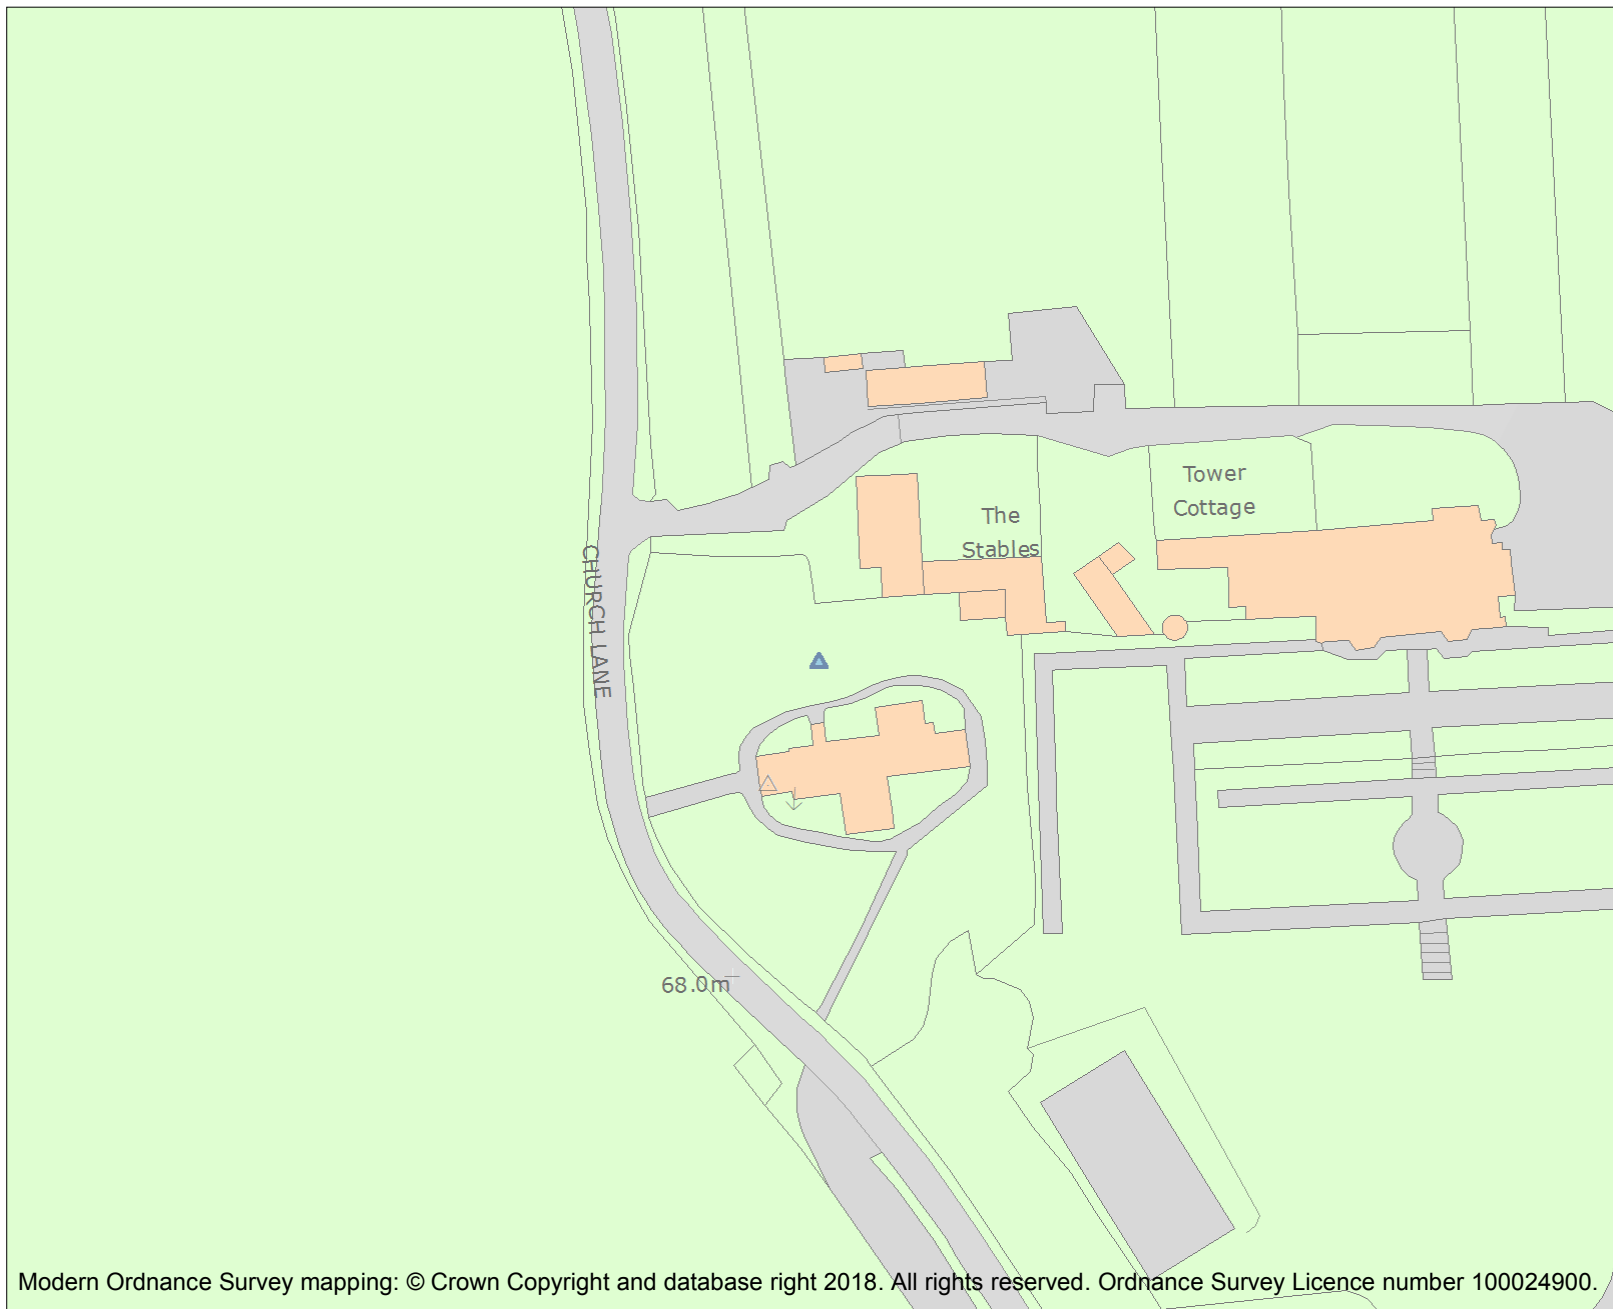 Tower
Cottage
The
Stables
CHURCH LANE
68.0m
Modern Ordnance Survey mapping: © Crown Copyright and database right 2018. All rights reserved. Ordnance Survey Licence number 100024900.